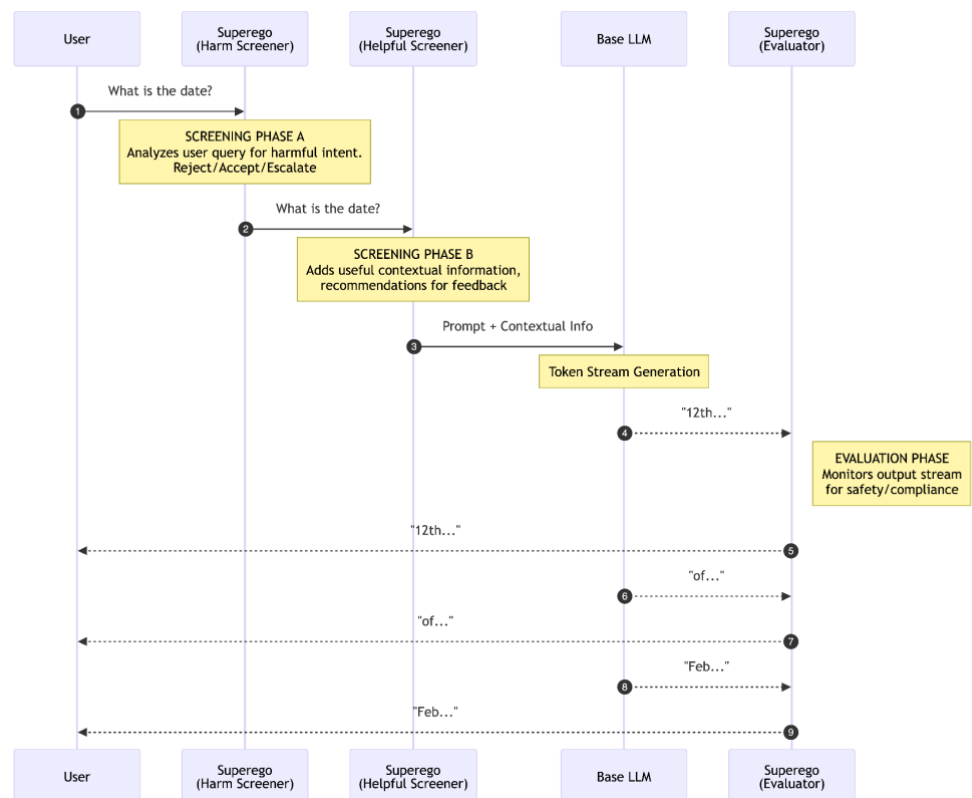 User
Superego
(Harm Screener)
Superego
(Helpful Screener)
Base LLM
Superego
(Evaluator)
What is the date?
1
SCREENING PHASE A
Analyzes user query for harmful intent.
Reject/Accept/Escalate
What is the date?
2
SCREENING PHASE B
Adds useful contextual information,
recommendations for feedback
Prompt + Contextual Info
3
Token Stream Generation
"12th..."
4
EVALUATION PHASE
Monitors output stream
for safety/compliance
"12th..."
5
"of..."
6
"of..."
7
"Feb..."
8
"Feb..."
9
User
Superego
(Harm Screener)
Superego
(Helpful Screener)
Base LLM
Superego
(Evaluator)